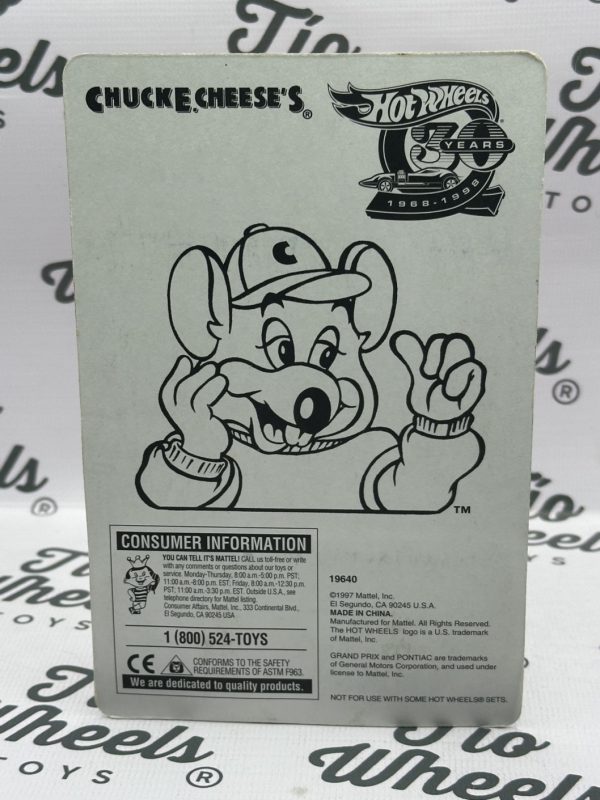 CHUCK E. CHEESE'S®
HOT WHEELS®
30 YEARS
1968-1998
C
TM
CONSUMER INFORMATION
YOU CAN TELL IT'S MATTEL! CALL us toll-free or write
with any comments or questions about our toys or
service. Monday-Thursday, 8:00 a.m.-5:00 p.m. PST;
11:00 a.m.-8:00 p.m. EST. Friday, 8:00 a.m.-12:30 p.m.
PST; 11:00 a.m.-3:30 p.m. EST. Outside U.S.A., see
telephone directory for Mattel listing.
Consumer Affairs, Mattel, Inc., 333 Continental Blvd.,
El Segundo, CA 90245 USA
1 (800) 524-TOYS
CE
CONFORMS TO THE SAFETY
REQUIREMENTS OF ASTM F963.
We are dedicated to quality products.
19640
©1997 Mattel, Inc.
El Segundo, CA 90245 U.S.A.
MADE IN CHINA.
Manufactured for Mattel. All Rights Reserved.
The HOT WHEELS logo is a U.S. trademark
of Mattel, Inc.
GRAND PRIX and PONTIAC are trademarks
of General Motors Corporation, and used under
license to Mattel, Inc.
NOT FOR USE WITH SOME HOT WHEELS® SETS.
Tio
Wheels
TOYS ®